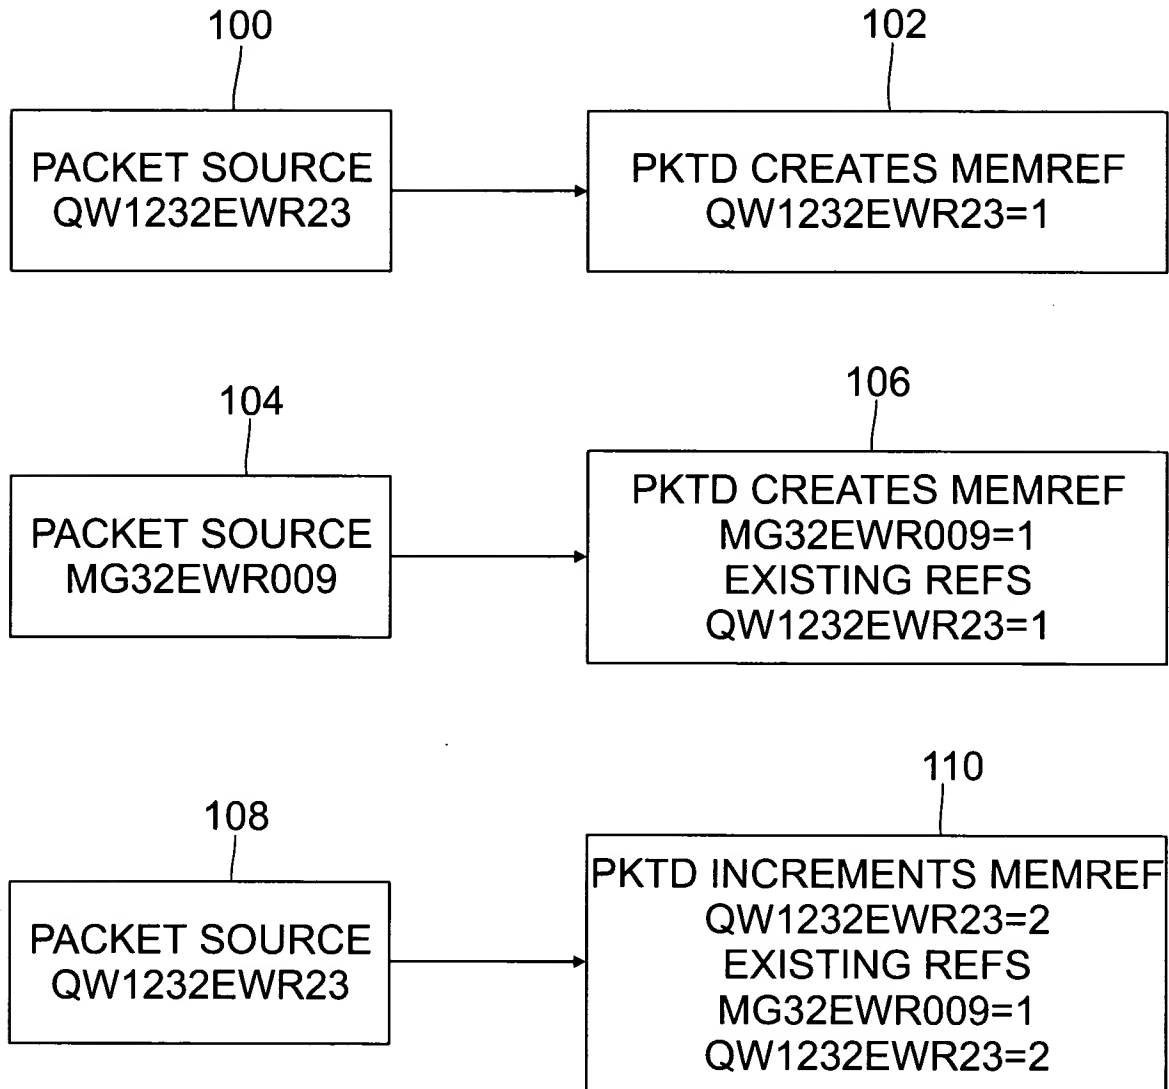 100
102
PACKET SOURCE
QW1232EWR23
PKTD CREATES MEMREF
QW1232EWR23=1
104
106
PACKET SOURCE
MG32EWR009
PKTD CREATES MEMREF
MG32EWR009=1
EXISTING REFS
QW1232EWR23=1
108
110
PACKET SOURCE
QW1232EWR23
PKTD INCREMENTS MEMREF
QW1232EWR23=2
EXISTING REFS
MG32EWR009=1
QW1232EWR23=2